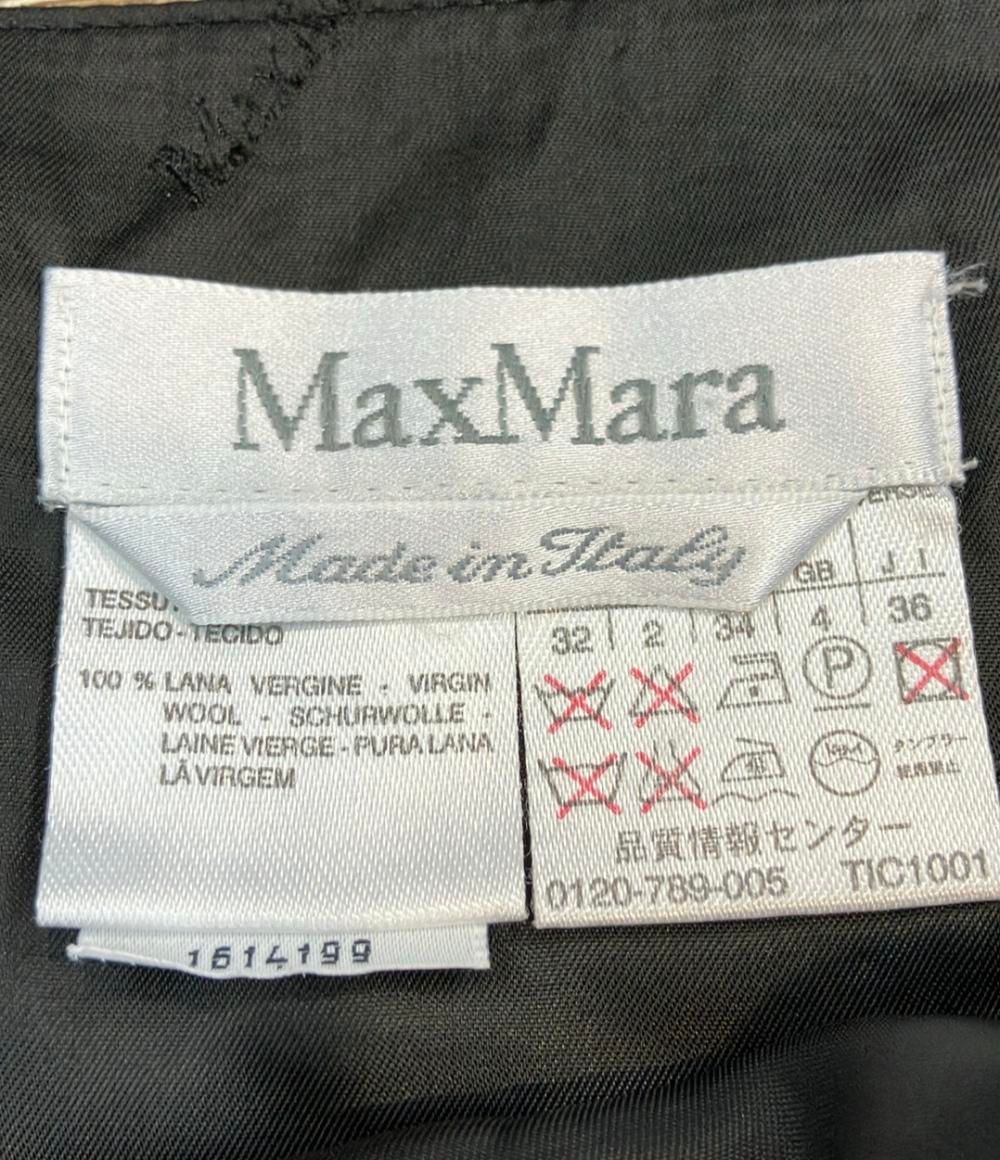 MaxMara
Made in Italy
TEJIDO - TECIDO
100 % LANA VERGINE - VIRGIN
WOOL - SCHURWOLLE -
LAINE VIERGE - PURA LANA
LÂ VIRGEM
1614199
GB J I
32 2 34 4 36
P
タンブラー
乾燥禁止
品質情報センター
0120-789-005 TIC1001